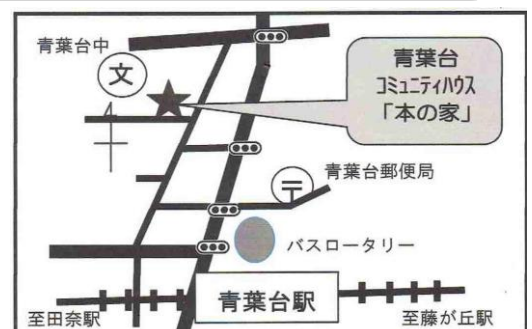 青葉台中
文
青葉台
コミュニティハウス
「本の家」
青葉台郵便局
〒
バスロータリー
青葉台駅
至田奈駅
至藤が丘駅